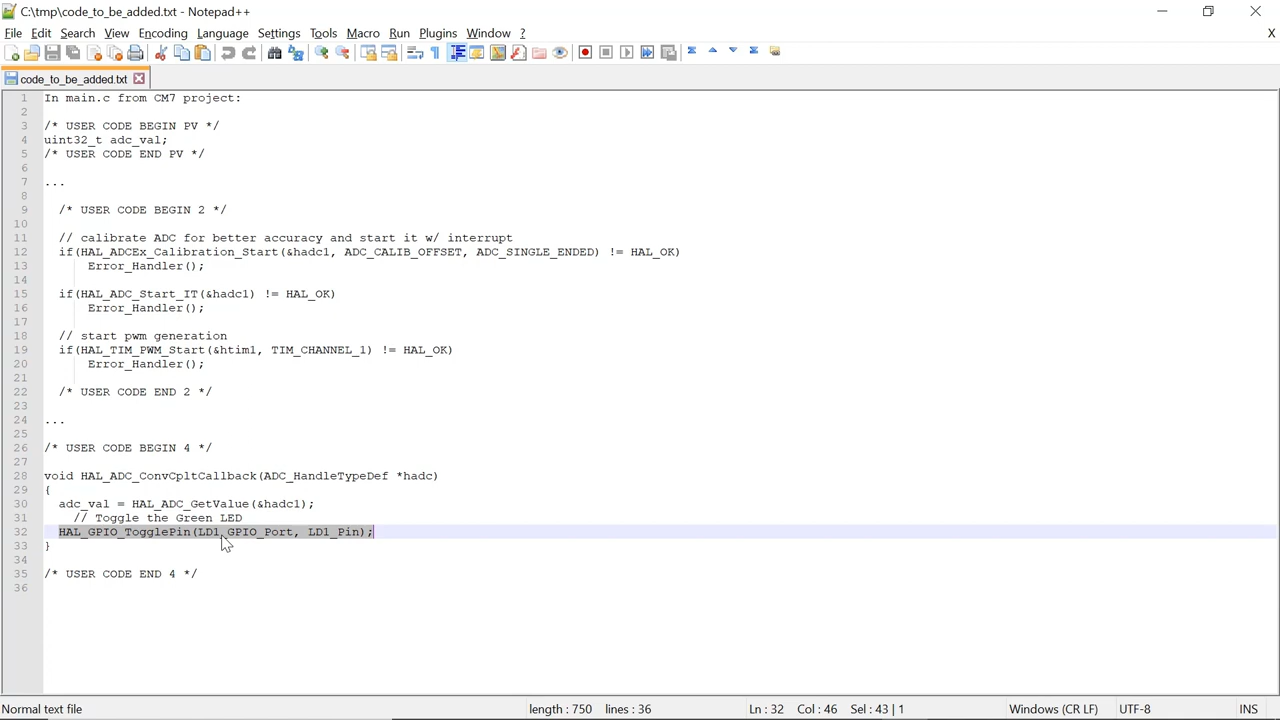 C:\tmp\code_to_be_added.txt - Notepad++
File Edit Search View Encoding Language Settings Tools Macro Run Plugins Window ? X
code_to_be_added.txt
1 In main.c from CM7 project:
2
3 /* USER CODE BEGIN PV */
4 uint32_t adc_val;
5 /* USER CODE END PV */
6
7 ...
8
9 /* USER CODE BEGIN 2 */
10
11 // calibrate ADC for better accuracy and start it w/ interrupt
12 if(HAL_ADCEx_Calibration_Start(&hadc1, ADC_CALIB_OFFSET, ADC_SINGLE_ENDED) != HAL_OK)
13 Error_Handler();
14
15 if(HAL_ADC_Start_IT(&hadc1) != HAL_OK)
16 Error_Handler();
17
18 // start pwm generation
19 if(HAL_TIM_PWM_Start(&htim1, TIM_CHANNEL_1) != HAL_OK)
20 Error_Handler();
21
22 /* USER CODE END 2 */
23
24 ...
25
26 /* USER CODE BEGIN 4 */
27
28 void HAL_ADC_ConvCpltCallback(ADC_HandleTypeDef *hadc)
29 {
30 adc_val = HAL_ADC_GetValue(&hadc1);
31 // Toggle the Green LED
32 HAL_GPIO_TogglePin(LD1_GPIO_Port, LD1_Pin);
33 }
34
35 /* USER CODE END 4 */
36
Normal text file length : 750 lines : 36 Ln : 32 Col : 46 Sel : 43 | 1 Windows (CR LF) UTF-8 INS